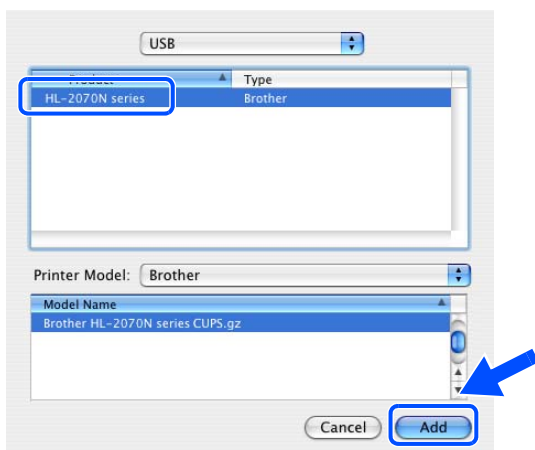 USB
Product Type
HL-2070N series Brother
Printer Model: Brother
Model Name
Brother HL-2070N series CUPS.gz
Cancel Add